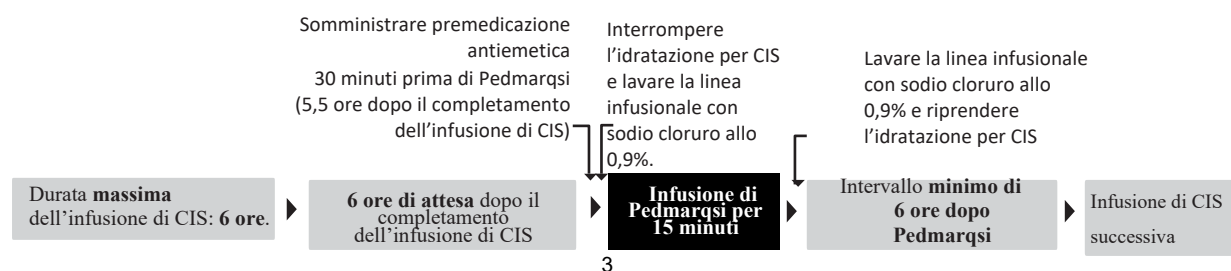 Somministrare premedicazione
antiemetica
30 minuti prima di Pedmarqsi
(5,5 ore dopo il completamento
dell’infusione di CIS)
Interrompere
l’idratazione per CIS
e lavare la linea
infusionale con
sodio cloruro allo
0,9%.
Lavare la linea infusionale
con sodio cloruro allo
0,9% e riprendere
l’idratazione per CIS
Durata massima
dell’infusione di CIS: 6 ore.
6 ore di attesa dopo il
completamento
dell’infusione di CIS
Infusione di
Pedmarqsi per
15 minuti
Intervallo minimo di
6 ore dopo
Pedmarqsi
Infusione di CIS
successiva
3